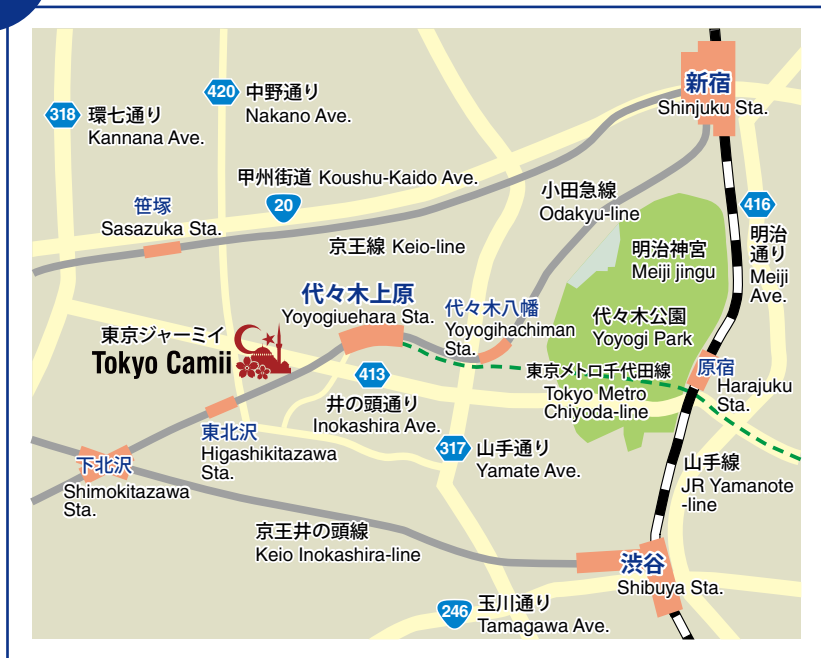 新宿
Shinjuku Sta.
420
中野通り
Nakano Ave.
318
環七通り
Kannana Ave.
甲州街道 Koushu-Kaido Ave.
20
笹塚
Sasazuka Sta.
小田急線
Odakyu-line
416
明治
通り
Meiji
Ave.
京王線 Keio-line
明治神宮
Meiji jingu
代々木上原
Yoyogiuehara Sta.
代々木八幡
Yoyogihachiman
Sta.
代々木公園
Yoyogi Park
東京ジャーミイ
Tokyo Camii
413
井の頭通り
Inokashira Ave.
東京メトロ千代田線
Tokyo Metro
Chiyoda-line
原宿
Harajuku
Sta.
東北沢
Higashikitazawa
Sta.
317
山手通り
Yamate Ave.
下北沢
Shimokitazawa
Sta.
山手線
JR Yamanote
-line
京王井の頭線
Keio Inokashira-line
渋谷
Shibuya Sta.
246
玉川通り
Tamagawa Ave.